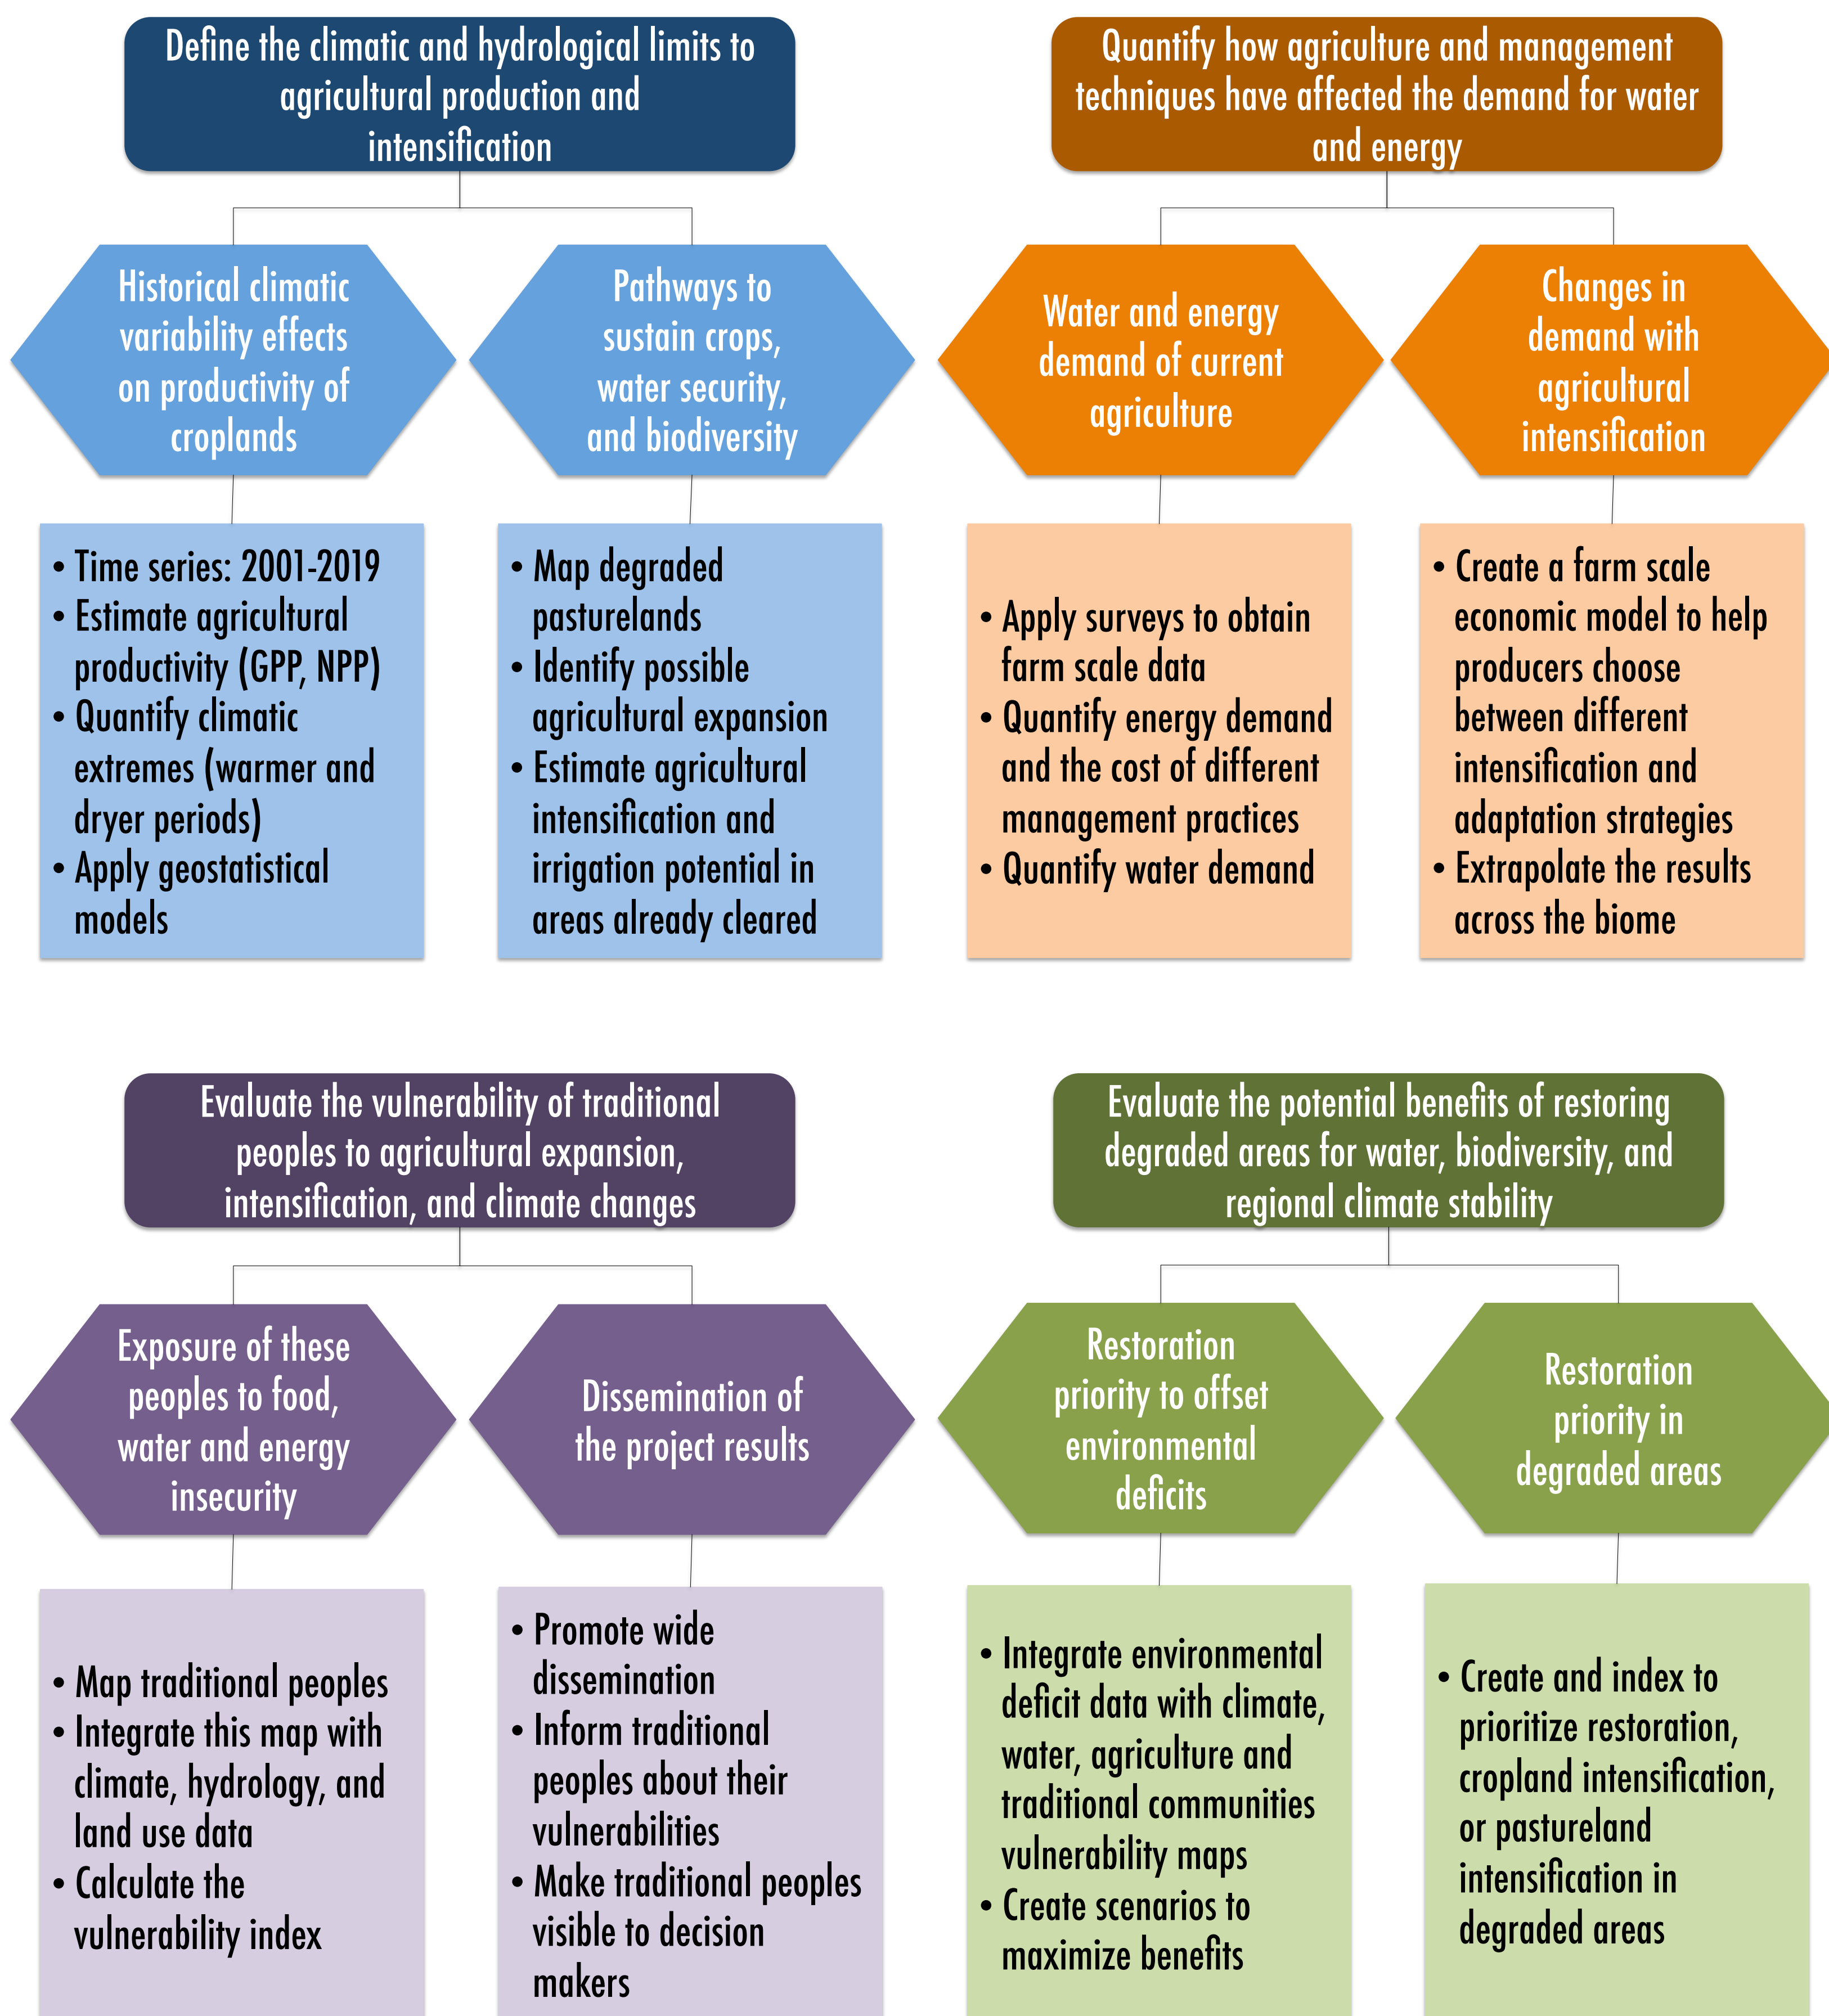 Define the climatic and hydrological limits to
agricultural production and
intensification
Historical climatic
variability effects
on productivity of
croplands
Pathways to
sustain crops,
water security,
and biodiversity
• Time series: 2001-2019
• Estimate agricultural
productivity (GPP, NPP)
• Quantify climatic
extremes (warmer and
dryer periods)
• Apply geostatistical
models
• Map degraded
pasturelands
• Identify possible
agricultural expansion
• Estimate agricultural
intensification and
irrigation potential in
areas already cleared
Quantify how agriculture and management
techniques have affected the demand for water
and energy
Water and energy
demand of current
agriculture
Changes in
demand with
agricultural
intensification
• Apply surveys to obtain
farm scale data
• Quantify energy demand
and the cost of different
management practices
• Quantify water demand
• Create a farm scale
economic model to help
producers choose
between different
intensification and
adaptation strategies
• Extrapolate the results
across the biome
Evaluate the vulnerability of traditional
peoples to agricultural expansion,
intensification, and climate changes
Exposure of these
peoples to food,
water and energy
insecurity
Dissemination of
the project results
• Map traditional peoples
• Integrate this map with
climate, hydrology, and
land use data
• Calculate the
vulnerability index
• Promote wide
dissemination
• Inform traditional
peoples about their
vulnerabilities
• Make traditional peoples
visible to decision
makers
Evaluate the potential benefits of restoring
degraded areas for water, biodiversity, and
regional climate stability
Restoration
priority to offset
environmental
deficits
Restoration
priority in
degraded areas
• Integrate environmental
deficit data with climate,
water, agriculture and
traditional communities
vulnerability maps
• Create scenarios to
maximize benefits
• Create and index to
prioritize restoration,
cropland intensification,
or pastureland
intensification in
degraded areas